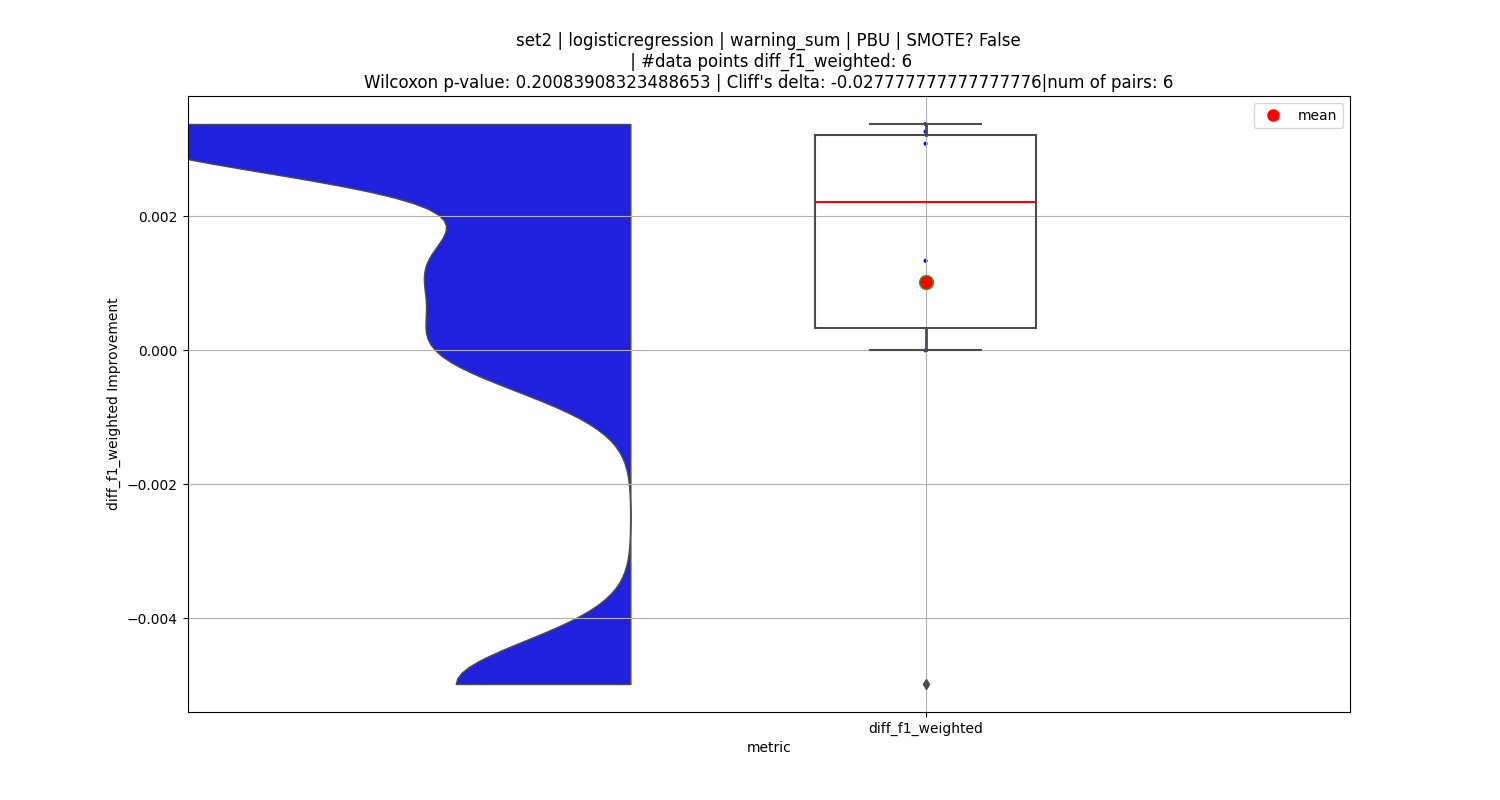 set2 | logisticregression | warning_sum | PBU | SMOTE? False
| #data points diff_f1_weighted: 6
Wilcoxon p-value: 0.20083908323488653 | Cliff's delta: -0.027777777777777776|num of pairs: 6
mean
0.002
0.000
−0.002
−0.004
diff_f1_weighted Improvement
diff_f1_weighted
metric